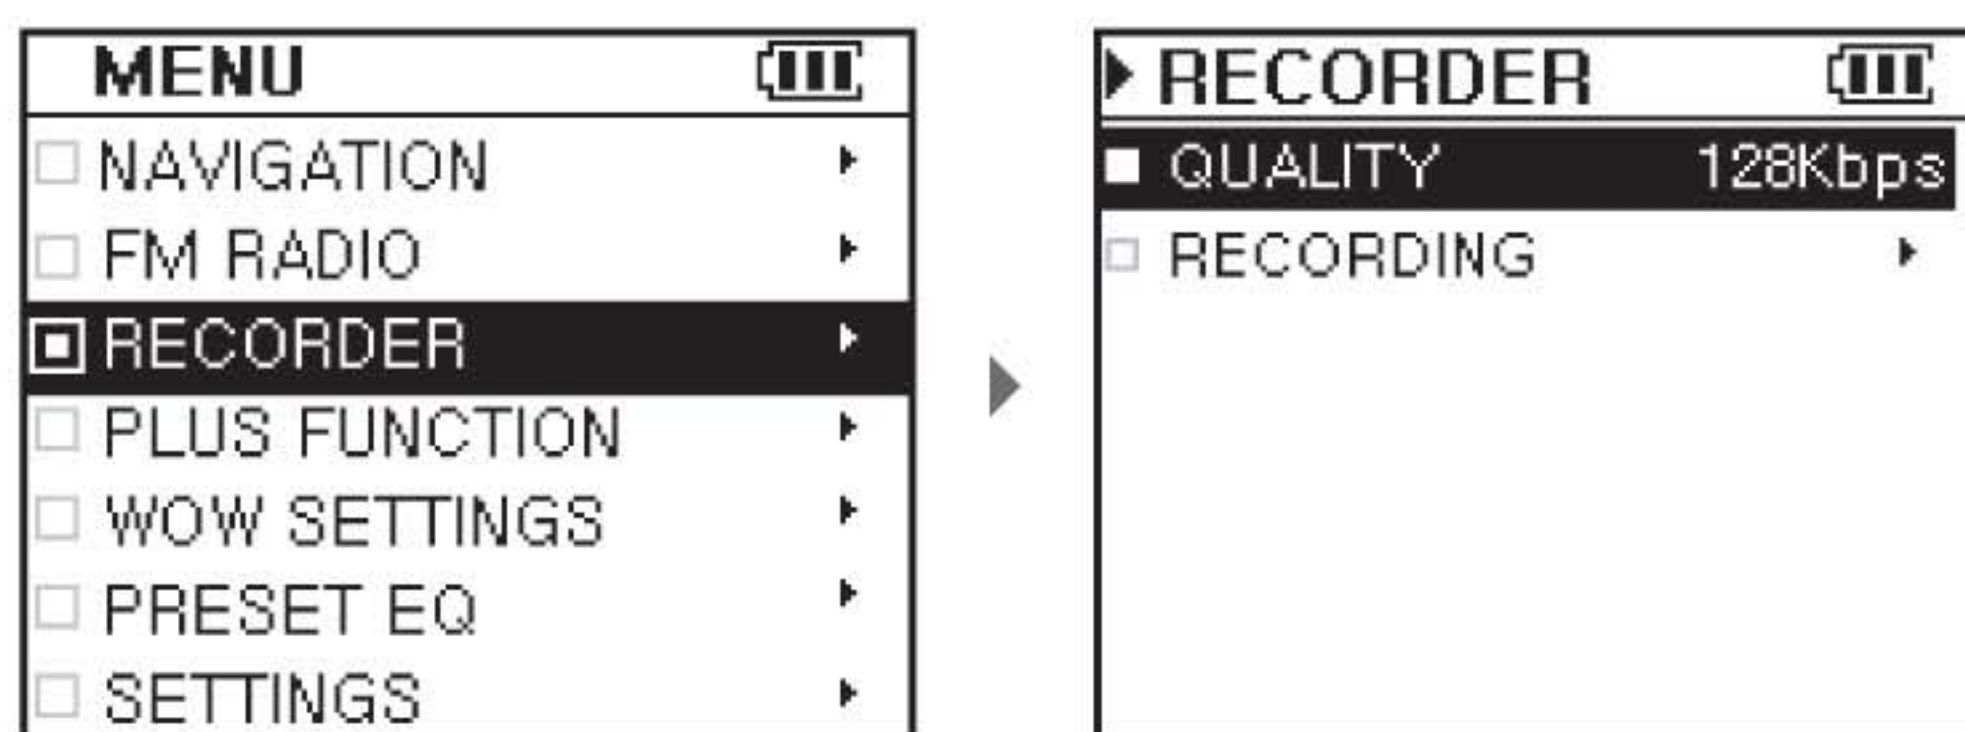 MENU
NAVIGATION
FM RADIO
RECORDER
PLUS FUNCTION
WOW SETTINGS
PRESET EQ
SETTINGS
RECORDER
QUALITY 128Kbps
RECORDING